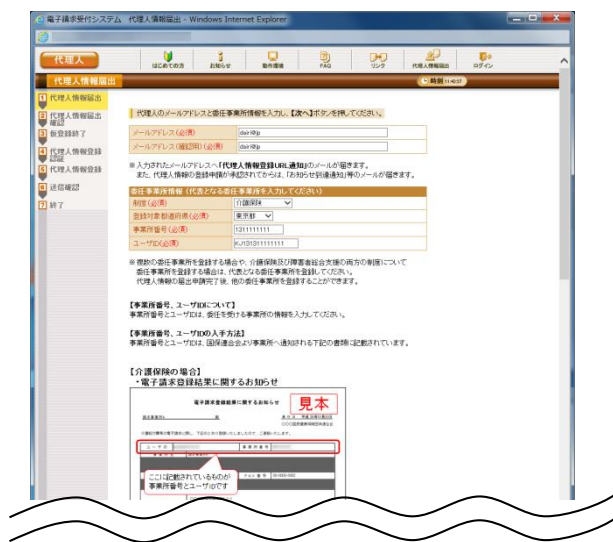 電子請求受付システム 代理人情報届出 - Windows Internet Explorer
代理人
はじめての方 お知らせ 動作環境 FAQ リンク 代理人情報届出 ログイン
代理人情報届出
時刻 11:40:37
1 代理人情報届出
2 代理人情報届出確認
3 仮登録終了
4 代理人情報登録認証
5 代理人情報登録
6 送信確認
7 終了
代理人のメールアドレスと委任事業所情報を入力し、【次へ】ボタンを押してください。
メールアドレス(必須)
メールアドレス(確認用)(必須)
※入力されたメールアドレスへ「代理人情報登録URL通知」のメールが届きます。
また、代理人情報の登録申請が承認されてからは、「お知らせ到達通知」等のメールが届きます。
委任事業所情報(代表となる委任事業所を入力してください)
制度(必須) 介護保険
登録対象都道府県(必須) 東京都
事業所番号(必須) 1311111111
ユーザID(必須) KJ131311111111
※複数の委任事業所を登録する場合や、介護保険及び障害者総合支援の両方の制度について
委任事業所を登録する場合は、代表となる委任事業所を登録してください。
代理人情報の届出申請完了後、他の委任事業所を登録することができます。
【事業所番号、ユーザIDについて】
事業所番号とユーザIDは、委任を受ける事業所の情報を入力してください。
【事業所番号、ユーザIDの入手方法】
事業所番号とユーザIDは、国保連合会より事業所へ通知される下記の書類に記載されています。
【介護保険の場合】
・電子請求登録結果に関するお知らせ
電子請求登録結果に関するお知らせ
見本
ユーザID 事業所番号
ここに記載されているものが
事業所番号とユーザIDです